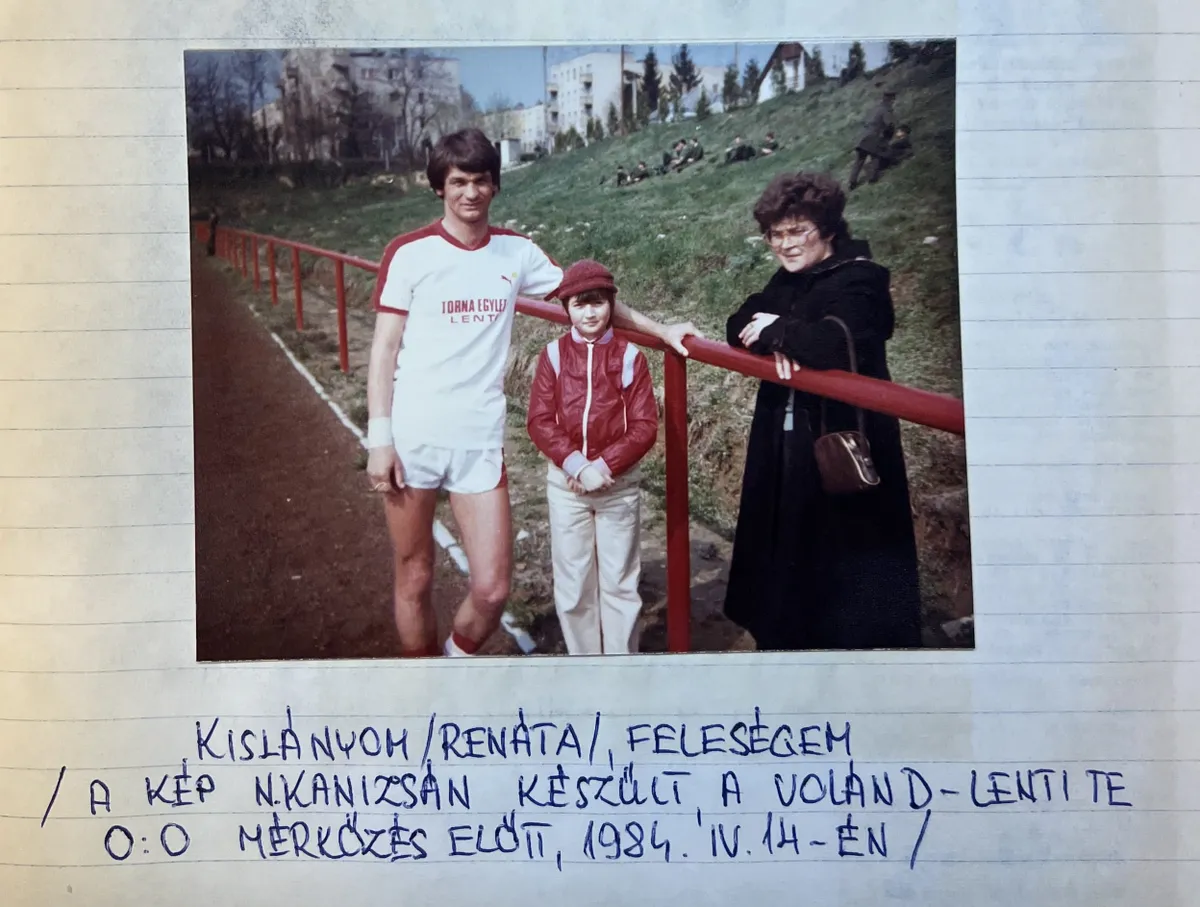 TORNA EGYLET
LENTI
KISLÁNYOM /RENÁTA/, FELESÉGEM
/ A KÉP N.KANIZSÁN KÉSZÜLT, A VOLÁN D-LENTI TE
0:0 MÉRKŐZÉS ELŐTT, 1984. IV. 14-ÉN /